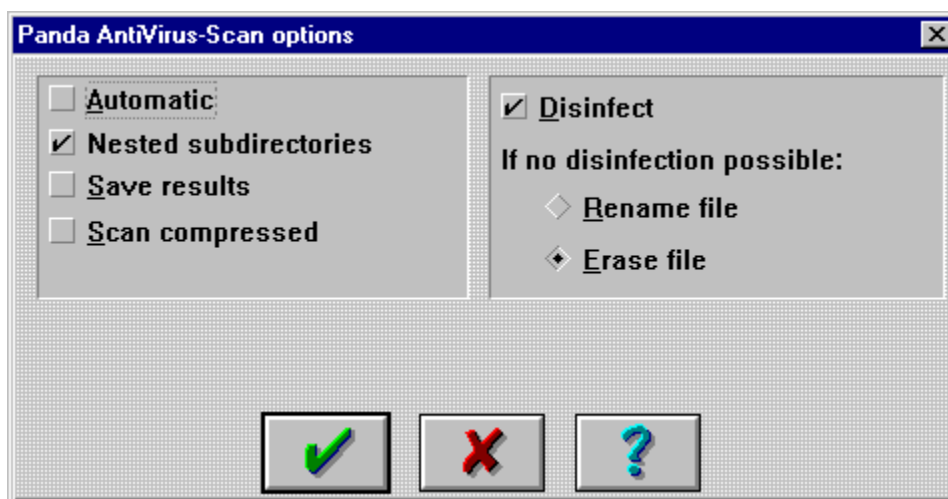 Panda AntiVirus-Scan options
Automatic
Nested subdirectories
Save results
Scan compressed
Disinfect
If no disinfection possible:
Rename file
Erase file